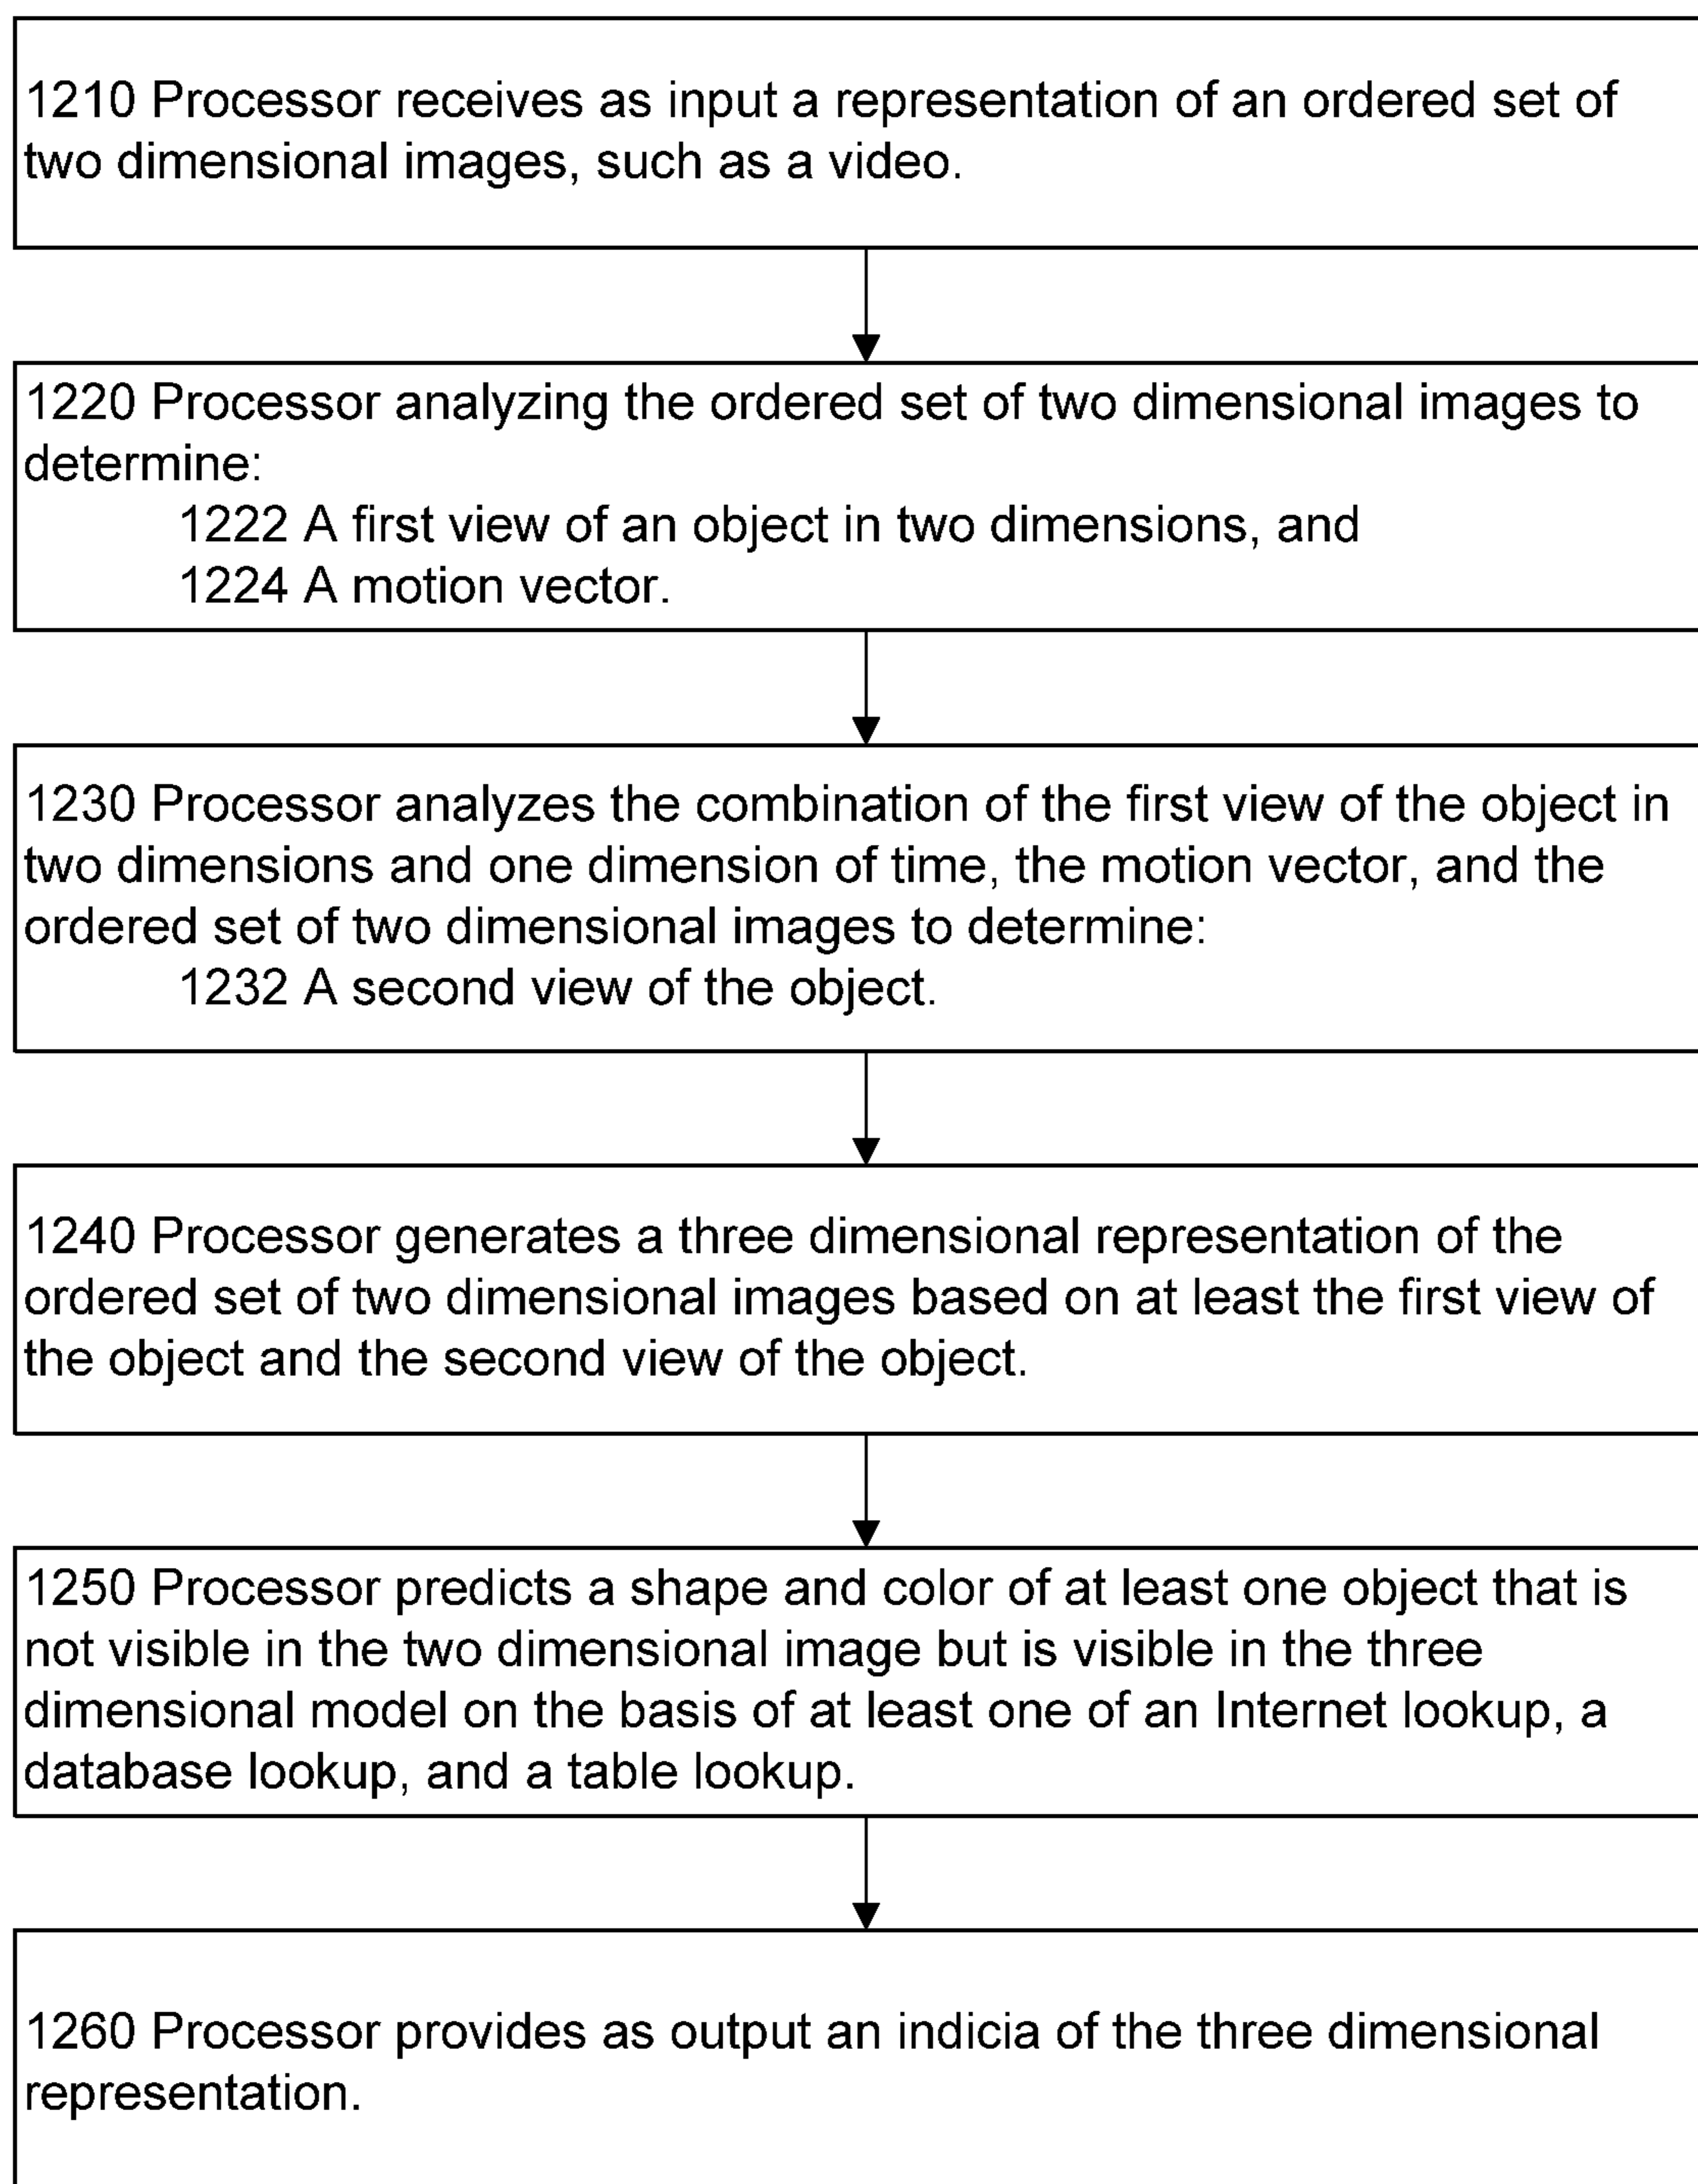 1210 Processor receives as input a representation of an ordered set of
two dimensional images, such as a video.
1220 Processor analyzing the ordered set of two dimensional images to
determine:
1222 A first view of an object in two dimensions, and
1224 A motion vector.
1230 Processor analyzes the combination of the first view of the object in
two dimensions and one dimension of time, the motion vector, and the
ordered set of two dimensional images to determine:
1232 A second view of the object.
1240 Processor generates a three dimensional representation of the
ordered set of two dimensional images based on at least the first view of
the object and the second view of the object.
1250 Processor predicts a shape and color of at least one object that is
not visible in the two dimensional image but is visible in the three
dimensional model on the basis of at least one of an Internet lookup, a
database lookup, and a table lookup.
1260 Processor provides as output an indicia of the three dimensional
representation.